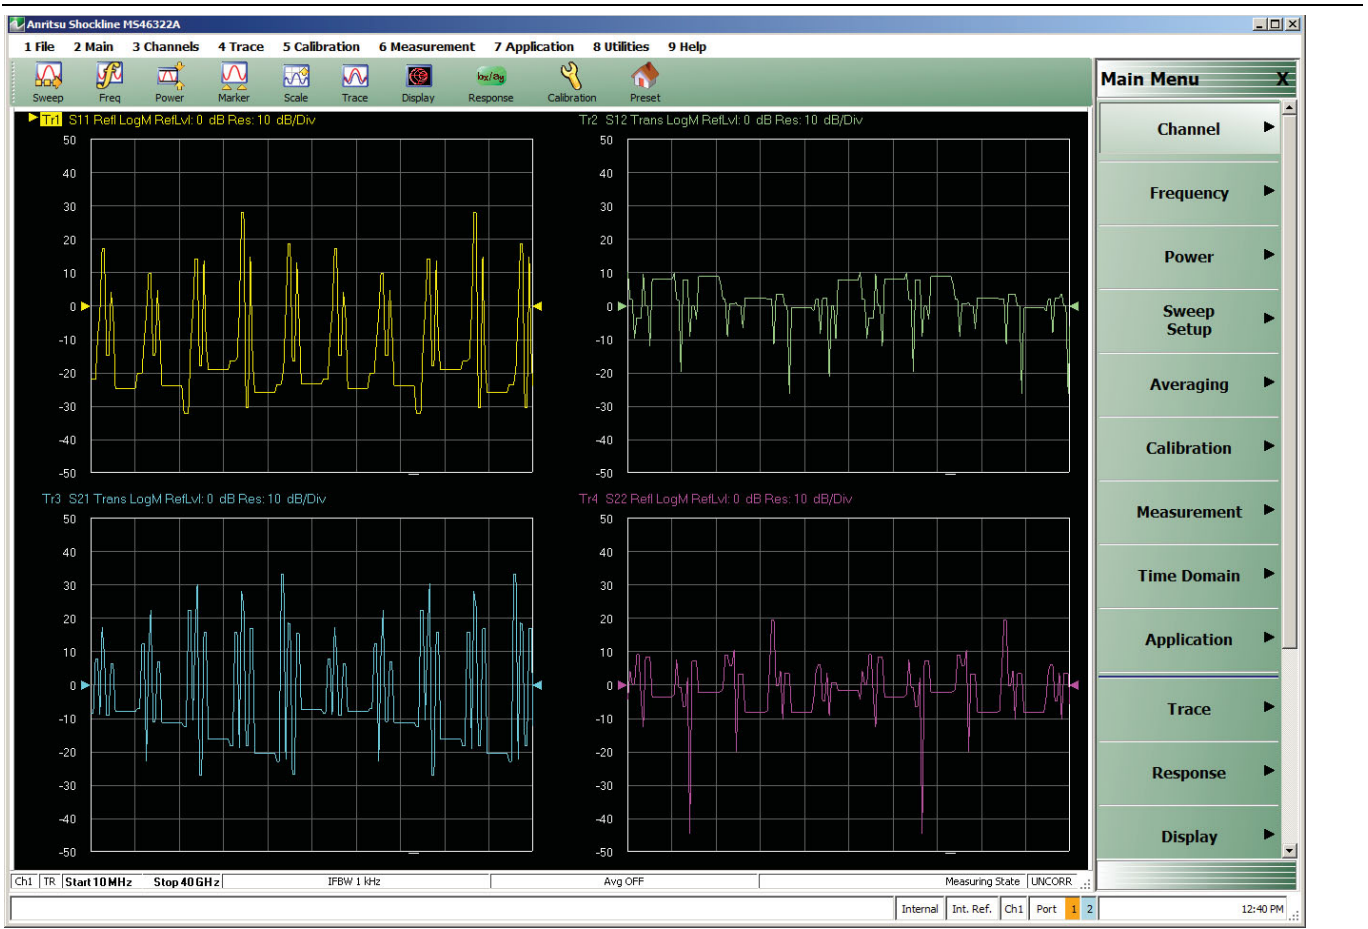 Anritsu Shockline MS46322A
1 File 2 Main 3 Channels 4 Trace 5 Calibration 6 Measurement 7 Application 8 Utilities 9 Help
Sweep Freq Power Marker Scale Trace Display Response Calibration Preset
Tr1 S11 Refl LogM RefLvl: 0 dB Res: 10 dB/Div
50
40
30
20
10
0
-10
-20
-30
-40
-50
Tr2 S12 Trans LogM RefLvl: 0 dB Res: 10 dB/Div
50
40
30
20
10
0
-10
-20
-30
-40
-50
Tr3 S21 Trans LogM RefLvl: 0 dB Res: 10 dB/Div
50
40
30
20
10
0
-10
-20
-30
-40
-50
Tr4 S22 Refl LogM RefLvl: 0 dB Res: 10 dB/Div
50
40
30
20
10
0
-10
-20
-30
-40
-50
Ch1 TR Start 10 MHz Stop 40 GHz IFBW 1 kHz Avg OFF Measuring State UNCORR
Internal Int. Ref. Ch1 Port 1 2 12:40 PM
Main Menu X
Channel
Frequency
Power
Sweep
Setup
Averaging
Calibration
Measurement
Time Domain
Application
Trace
Response
Display